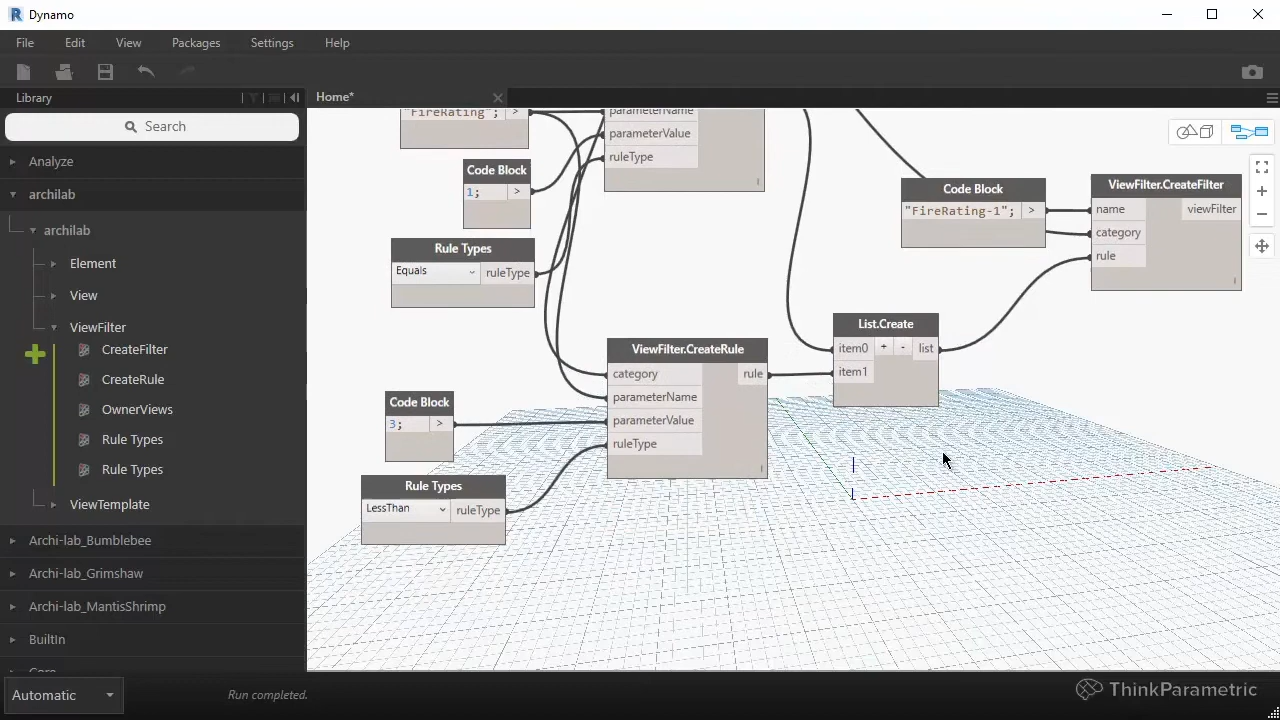 Dynamo
File Edit View Packages Settings Help
Library
Home*
Search
Analyze
archilab
archilab
Element
View
ViewFilter
CreateFilter
CreateRule
OwnerViews
Rule Types
Rule Types
ViewTemplate
Archi-lab_Bumblebee
Archi-lab_Grimshaw
Archi-lab_MantisShrimp
BuiltIn
Core
"FireRating"; >
parameterName
parameterValue
ruleType
Code Block
1; >
Rule Types
Equals ruleType
Code Block
"FireRating-1"; >
ViewFilter.CreateFilter
name viewFilter
category
rule
List.Create
item0 + - list
item1
ViewFilter.CreateRule
category rule
parameterName
parameterValue
ruleType
Code Block
3; >
Rule Types
LessThan ruleType
Automatic
Run completed.
ThinkParametric